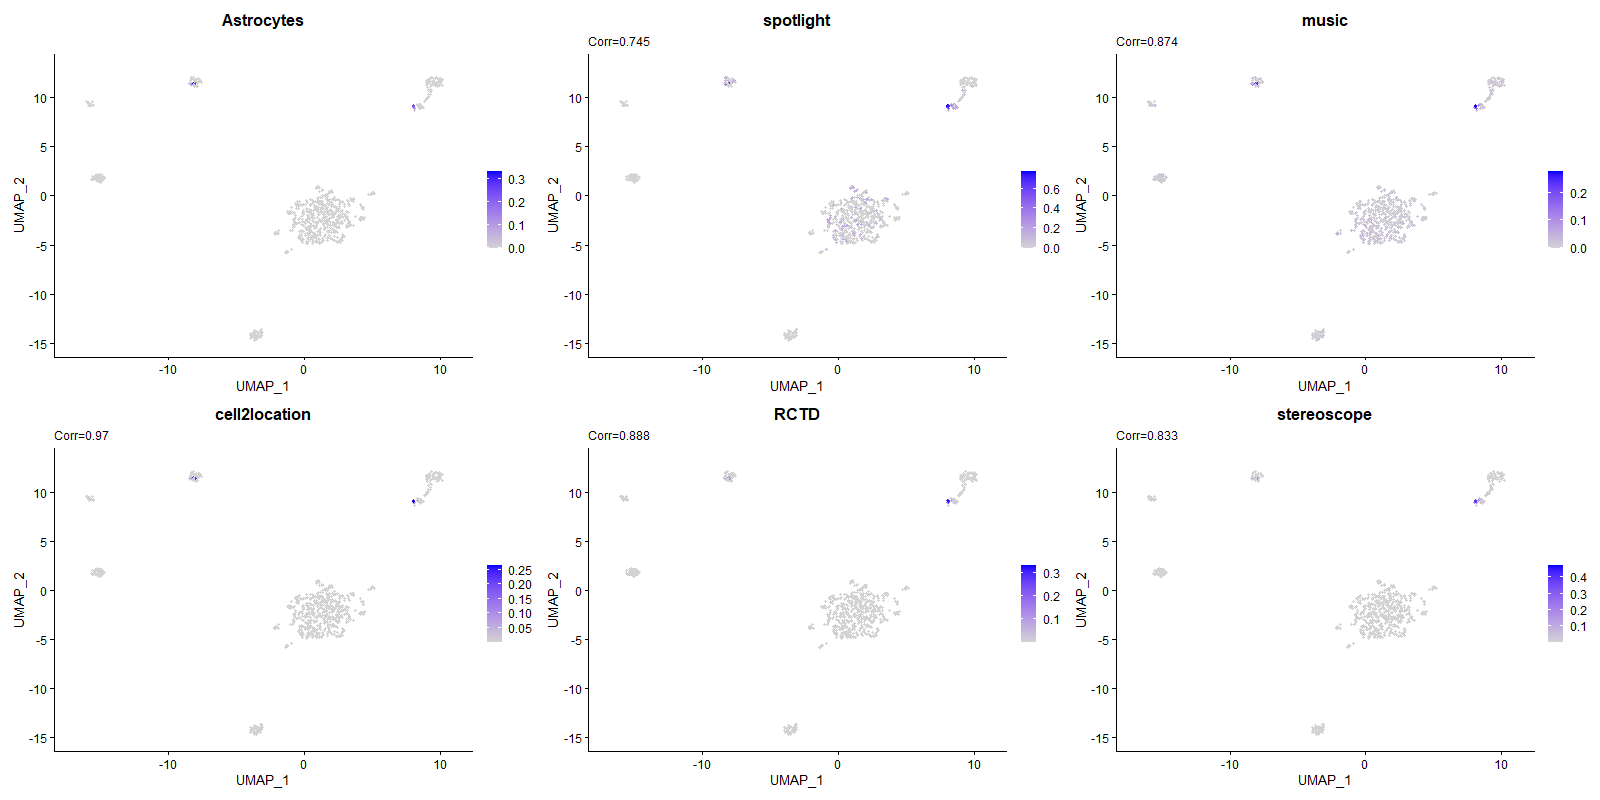 Astrocytes
10
5
0
-5
-10
-15
UMAP_2
-10 0 10
UMAP_1
0.3
0.2
0.1
0.0
spotlight
Corr=0.745
10
5
0
-5
-10
-15
UMAP_2
-10 0 10
UMAP_1
0.6
0.4
0.2
0.0
music
Corr=0.874
10
5
0
-5
-10
-15
UMAP_2
-10 0 10
UMAP_1
0.2
0.1
0.0
cell2location
Corr=0.97
10
5
0
-5
-10
-15
UMAP_2
-10 0 10
UMAP_1
0.25
0.20
0.15
0.10
0.05
RCTD
Corr=0.888
10
5
0
-5
-10
-15
UMAP_2
-10 0 10
UMAP_1
0.3
0.2
0.1
stereoscope
Corr=0.833
10
5
0
-5
-10
-15
UMAP_2
-10 0 10
UMAP_1
0.4
0.3
0.2
0.1